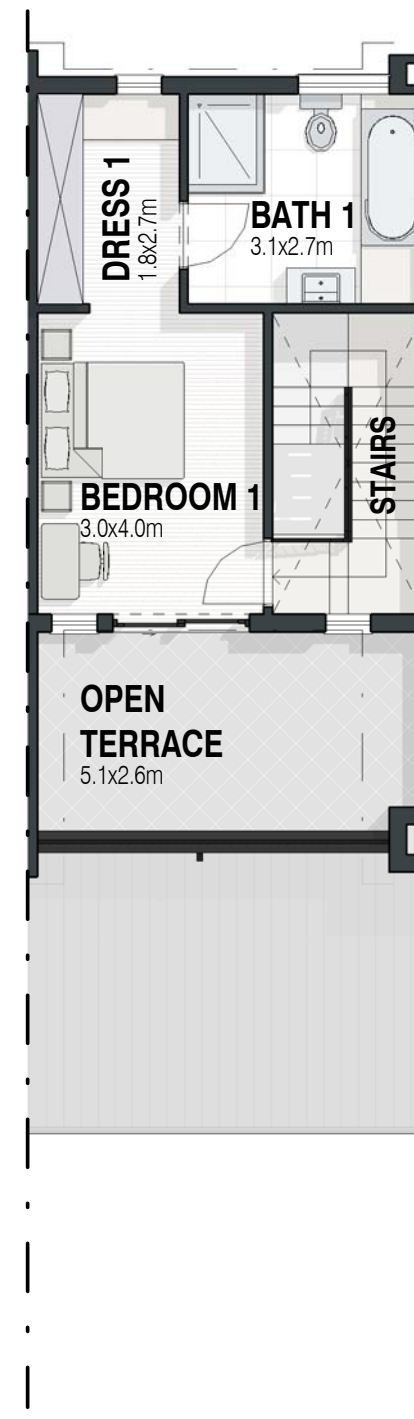 DRESS 1
1.8x2.7m
BATH 1
3.1x2.7m
STAIRS
BEDROOM 1
3.0x4.0m
OPEN
TERRACE
5.1x2.6m